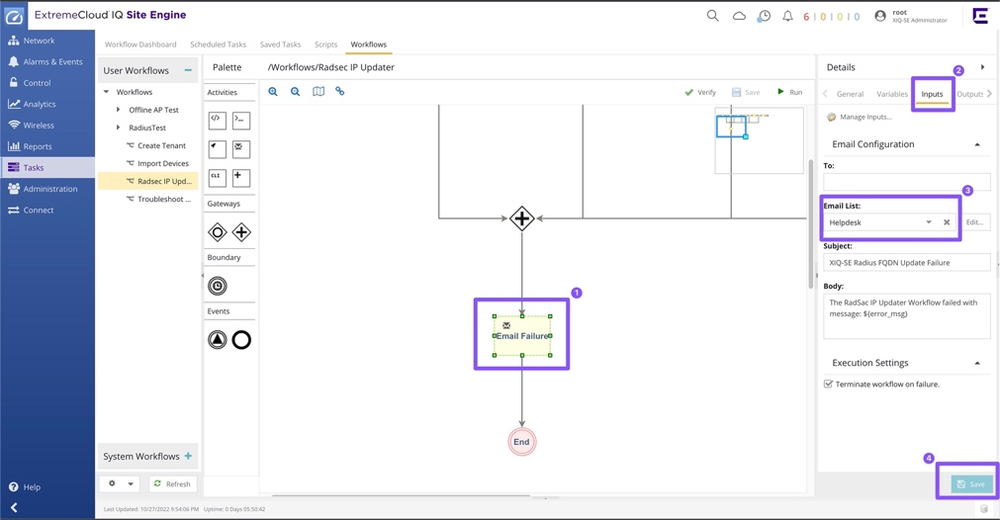 ExtremeCloud IQ Site Engine
6 | 0 | 0 | 0
root
XIQ-SE Administrator
Network
Alarms & Events
Control
Analytics
Wireless
Reports
Tasks
Administration
Connect
Help
Workflow Dashboard
Scheduled Tasks
Saved Tasks
Scripts
Workflows
User Workflows
Workflows
Offline AP Test
RadiusTest
Create Tenant
Import Devices
Radsec IP Upd...
Troubleshoot ...
System Workflows
Refresh
Palette
Activities
CLI
Gateways
Boundary
Events
/Workflows/Radsec IP Updater
Verify
Save
Run
1
Email Failure
End
Details
2
General
Variables
Inputs
Outputs
Manage Inputs...
Email Configuration
To:
3
Email List:
Helpdesk
Edit...
Subject:
XIQ-SE Radius FQDN Update Failure
Body:
The RadSac IP Updater Workflow failed with
message: ${error_msg}
Execution Settings
Terminate workflow on failure.
4
Save
Last Updated: 10/27/2022 9:54:06 PM Uptime: 0 Days 05:50:42